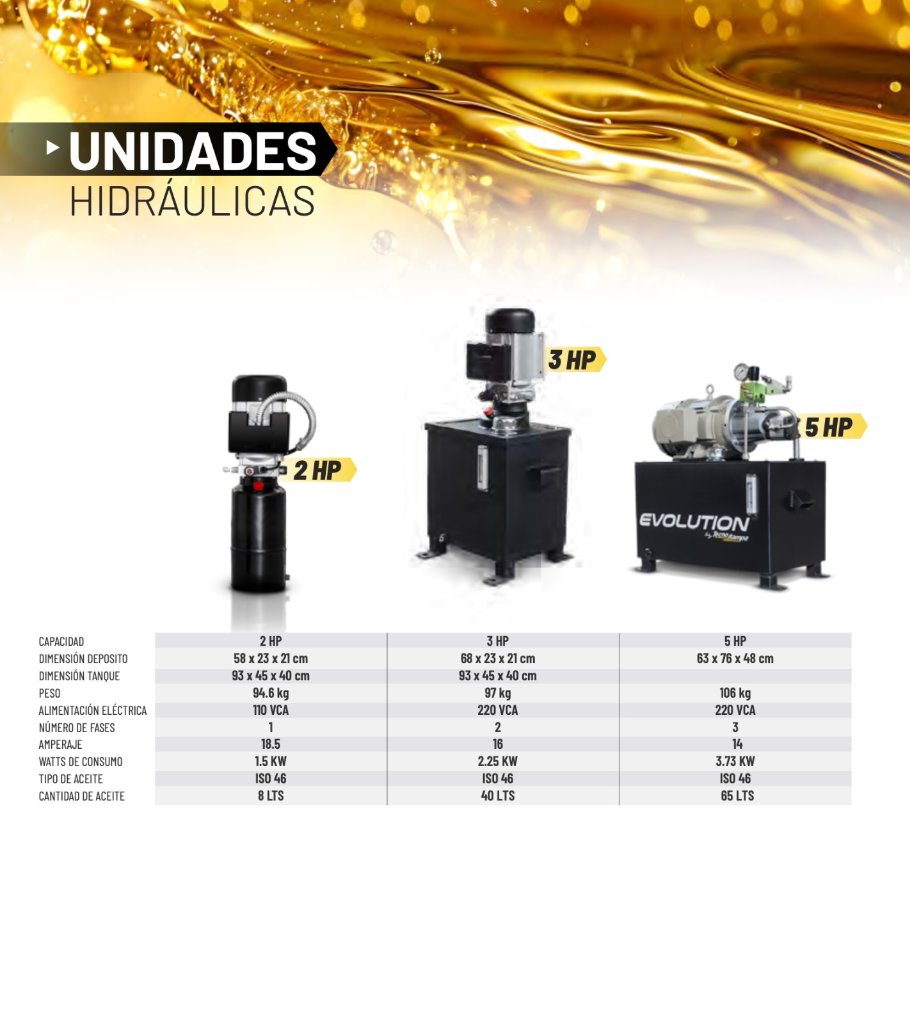 UNIDADES
HIDRÁULICAS
3 HP
5 HP
2 HP
EVOLUTION
by Tecnolámpa
CAPACIDAD 2 HP 3 HP 5 HP
DIMENSIÓN DEPOSITO 58 x 23 x 21 cm 68 x 23 x 21 cm 63 x 76 x 48 cm
DIMENSIÓN TANQUE 93 x 45 x 40 cm 93 x 45 x 40 cm
PESO 94.6 kg 97 kg 106 kg
ALIMENTACIÓN ELÉCTRICA 110 VCA 220 VCA 220 VCA
NÚMERO DE FASES 1 2 3
AMPERAJE 18.5 16 14
WATTS DE CONSUMO 1.5 KW 2.25 KW 3.73 KW
TIPO DE ACEITE ISO 46 ISO 46 ISO 46
CANTIDAD DE ACEITE 8 LTS 40 LTS 65 LTS